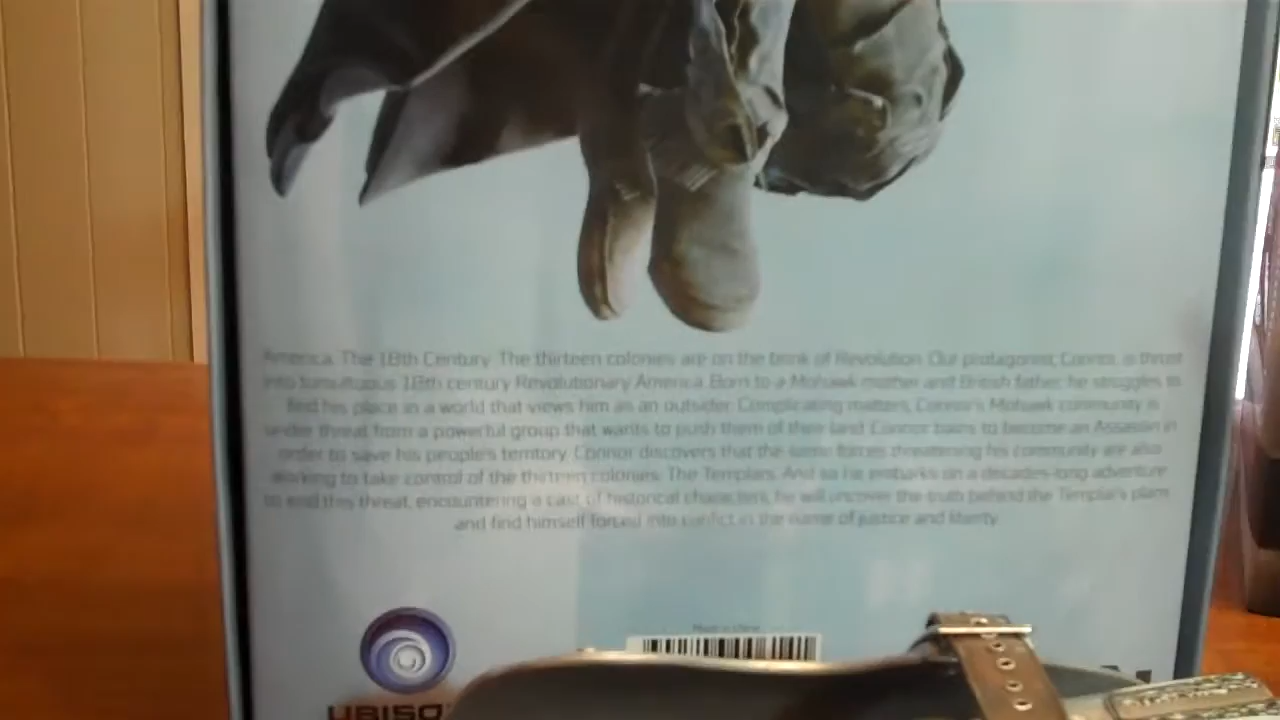 America. The 18th Century. The thirteen colonies are on the brink of Revolution. Our protagonist, Connor, is thrust
into tumultuous 18th century Revolutionary America. Born to a Mohawk mother and British father, he struggles to
find his place in a world that views him as an outsider. Complicating matters, Connor's Mohawk community is
under threat from a powerful group that wants to push them of their land. Connor trains to become an Assassin in
order to save his people's territory. Connor discovers that the same forces threatening his community are also
working to take control of the thirteen colonies: The Templars. And so he embarks on a decades-long adventure
to end this threat, encountering a cast of historical characters, he will uncover the truth behind the Templar's plans
and find himself forced into conflict in the name of justice and liberty.
Made in China
UBISO